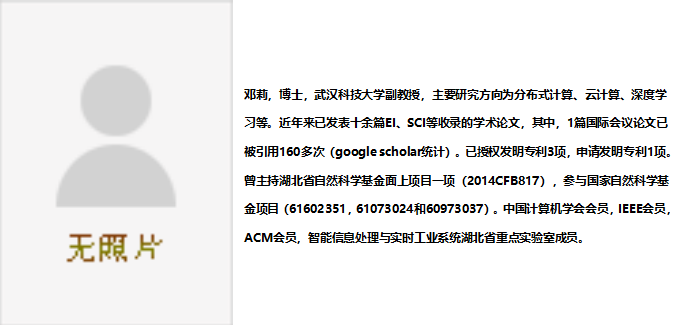 无照片
邓莉，博士，武汉科技大学副教授，主要研究方向为分布式计算、云计算、深度学
习等。近年来已发表十余篇EI、SCI等收录的学术论文，其中，1篇国际会议论文已
被引用160多次（google scholar统计）。已授权发明专利3项，申请发明专利1项。
曾主持湖北省自然科学基金面上项目一项（2014CFB817），参与国家自然科学基
金项目（61602351，61073024和60973037）。中国计算机学会会员，IEEE会员，
ACM会员，智能信息处理与实时工业系统湖北省重点实验室成员。